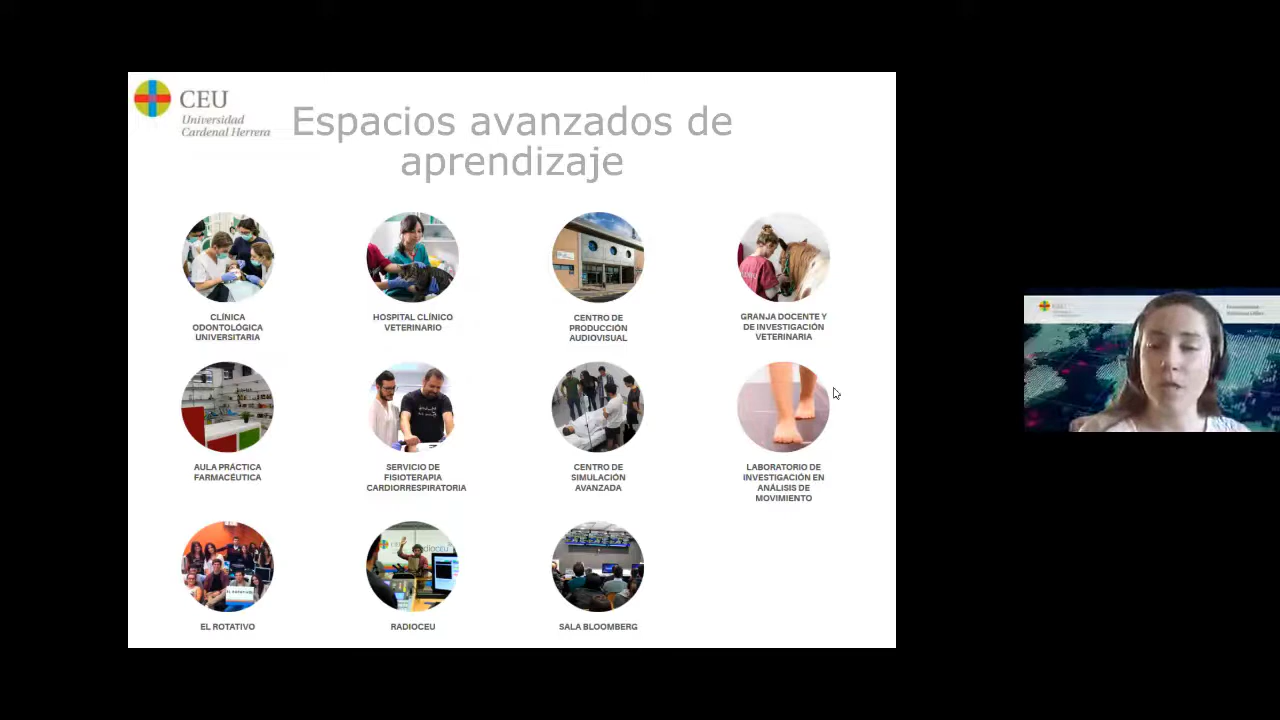 CEU
Universidad
Cardenal Herrera
Espacios avanzados de
aprendizaje
CLÍNICA
ODONTOLÓGICA
UNIVERSITARIA
HOSPITAL CLÍNICO
VETERINARIO
CENTRO DE
PRODUCCIÓN
AUDIOVISUAL
GRANJA DOCENTE Y
DE INVESTIGACIÓN
VETERINARIA
AULA PRÁCTICA
FARMACÉUTICA
SERVICIO DE
FISIOTERAPIA
CARDIORRESPIRATORIA
CENTRO DE
SIMULACIÓN
AVANZADA
LABORATORIO DE
INVESTIGACIÓN EN
ANÁLISIS DE
MOVIMIENTO
EL ROTATIVO
EL ROTATIVO
RADIOCEU
SALA BLOOMBERG